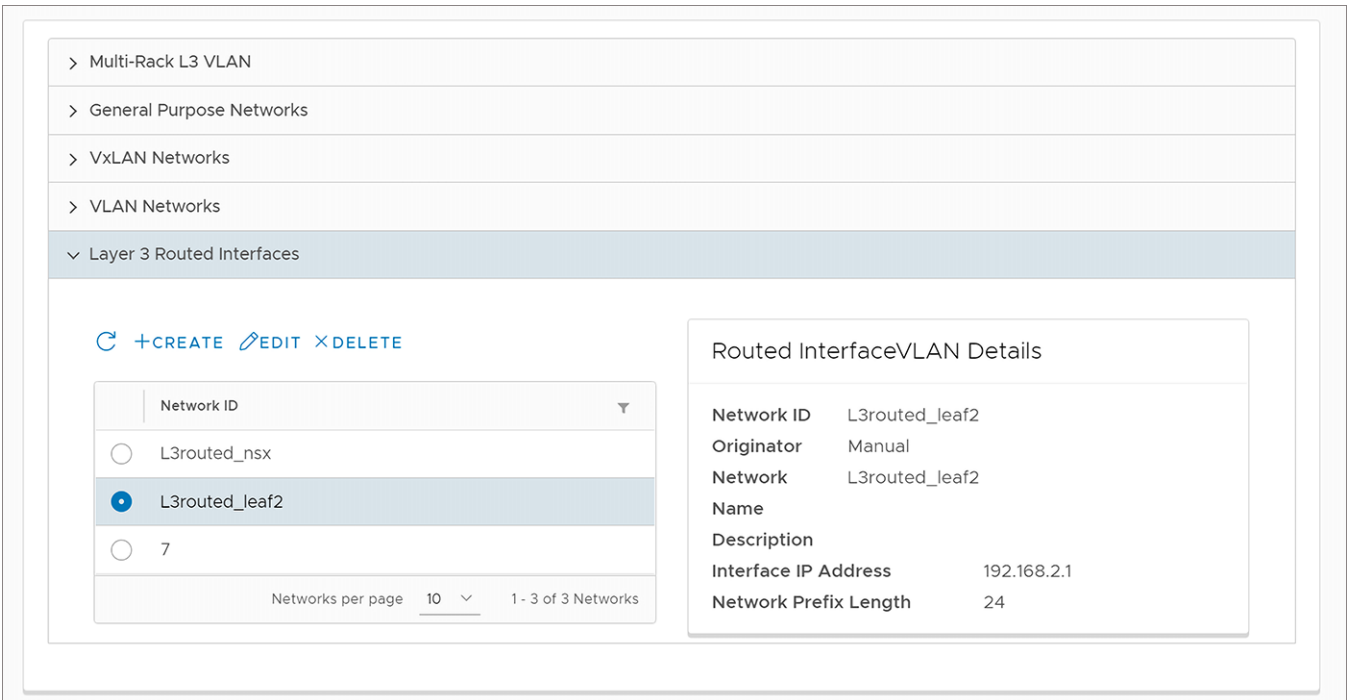 Multi-Rack L3 VLAN
General Purpose Networks
VxLAN Networks
VLAN Networks
Layer 3 Routed Interfaces
CREATE EDIT DELETE
Network ID
L3routed_nsx
L3routed_leaf2
7
Networks per page 10 1 - 3 of 3 Networks
Routed InterfaceVLAN Details
Network ID L3routed_leaf2
Originator Manual
Network L3routed_leaf2
Name
Description
Interface IP Address 192.168.2.1
Network Prefix Length 24